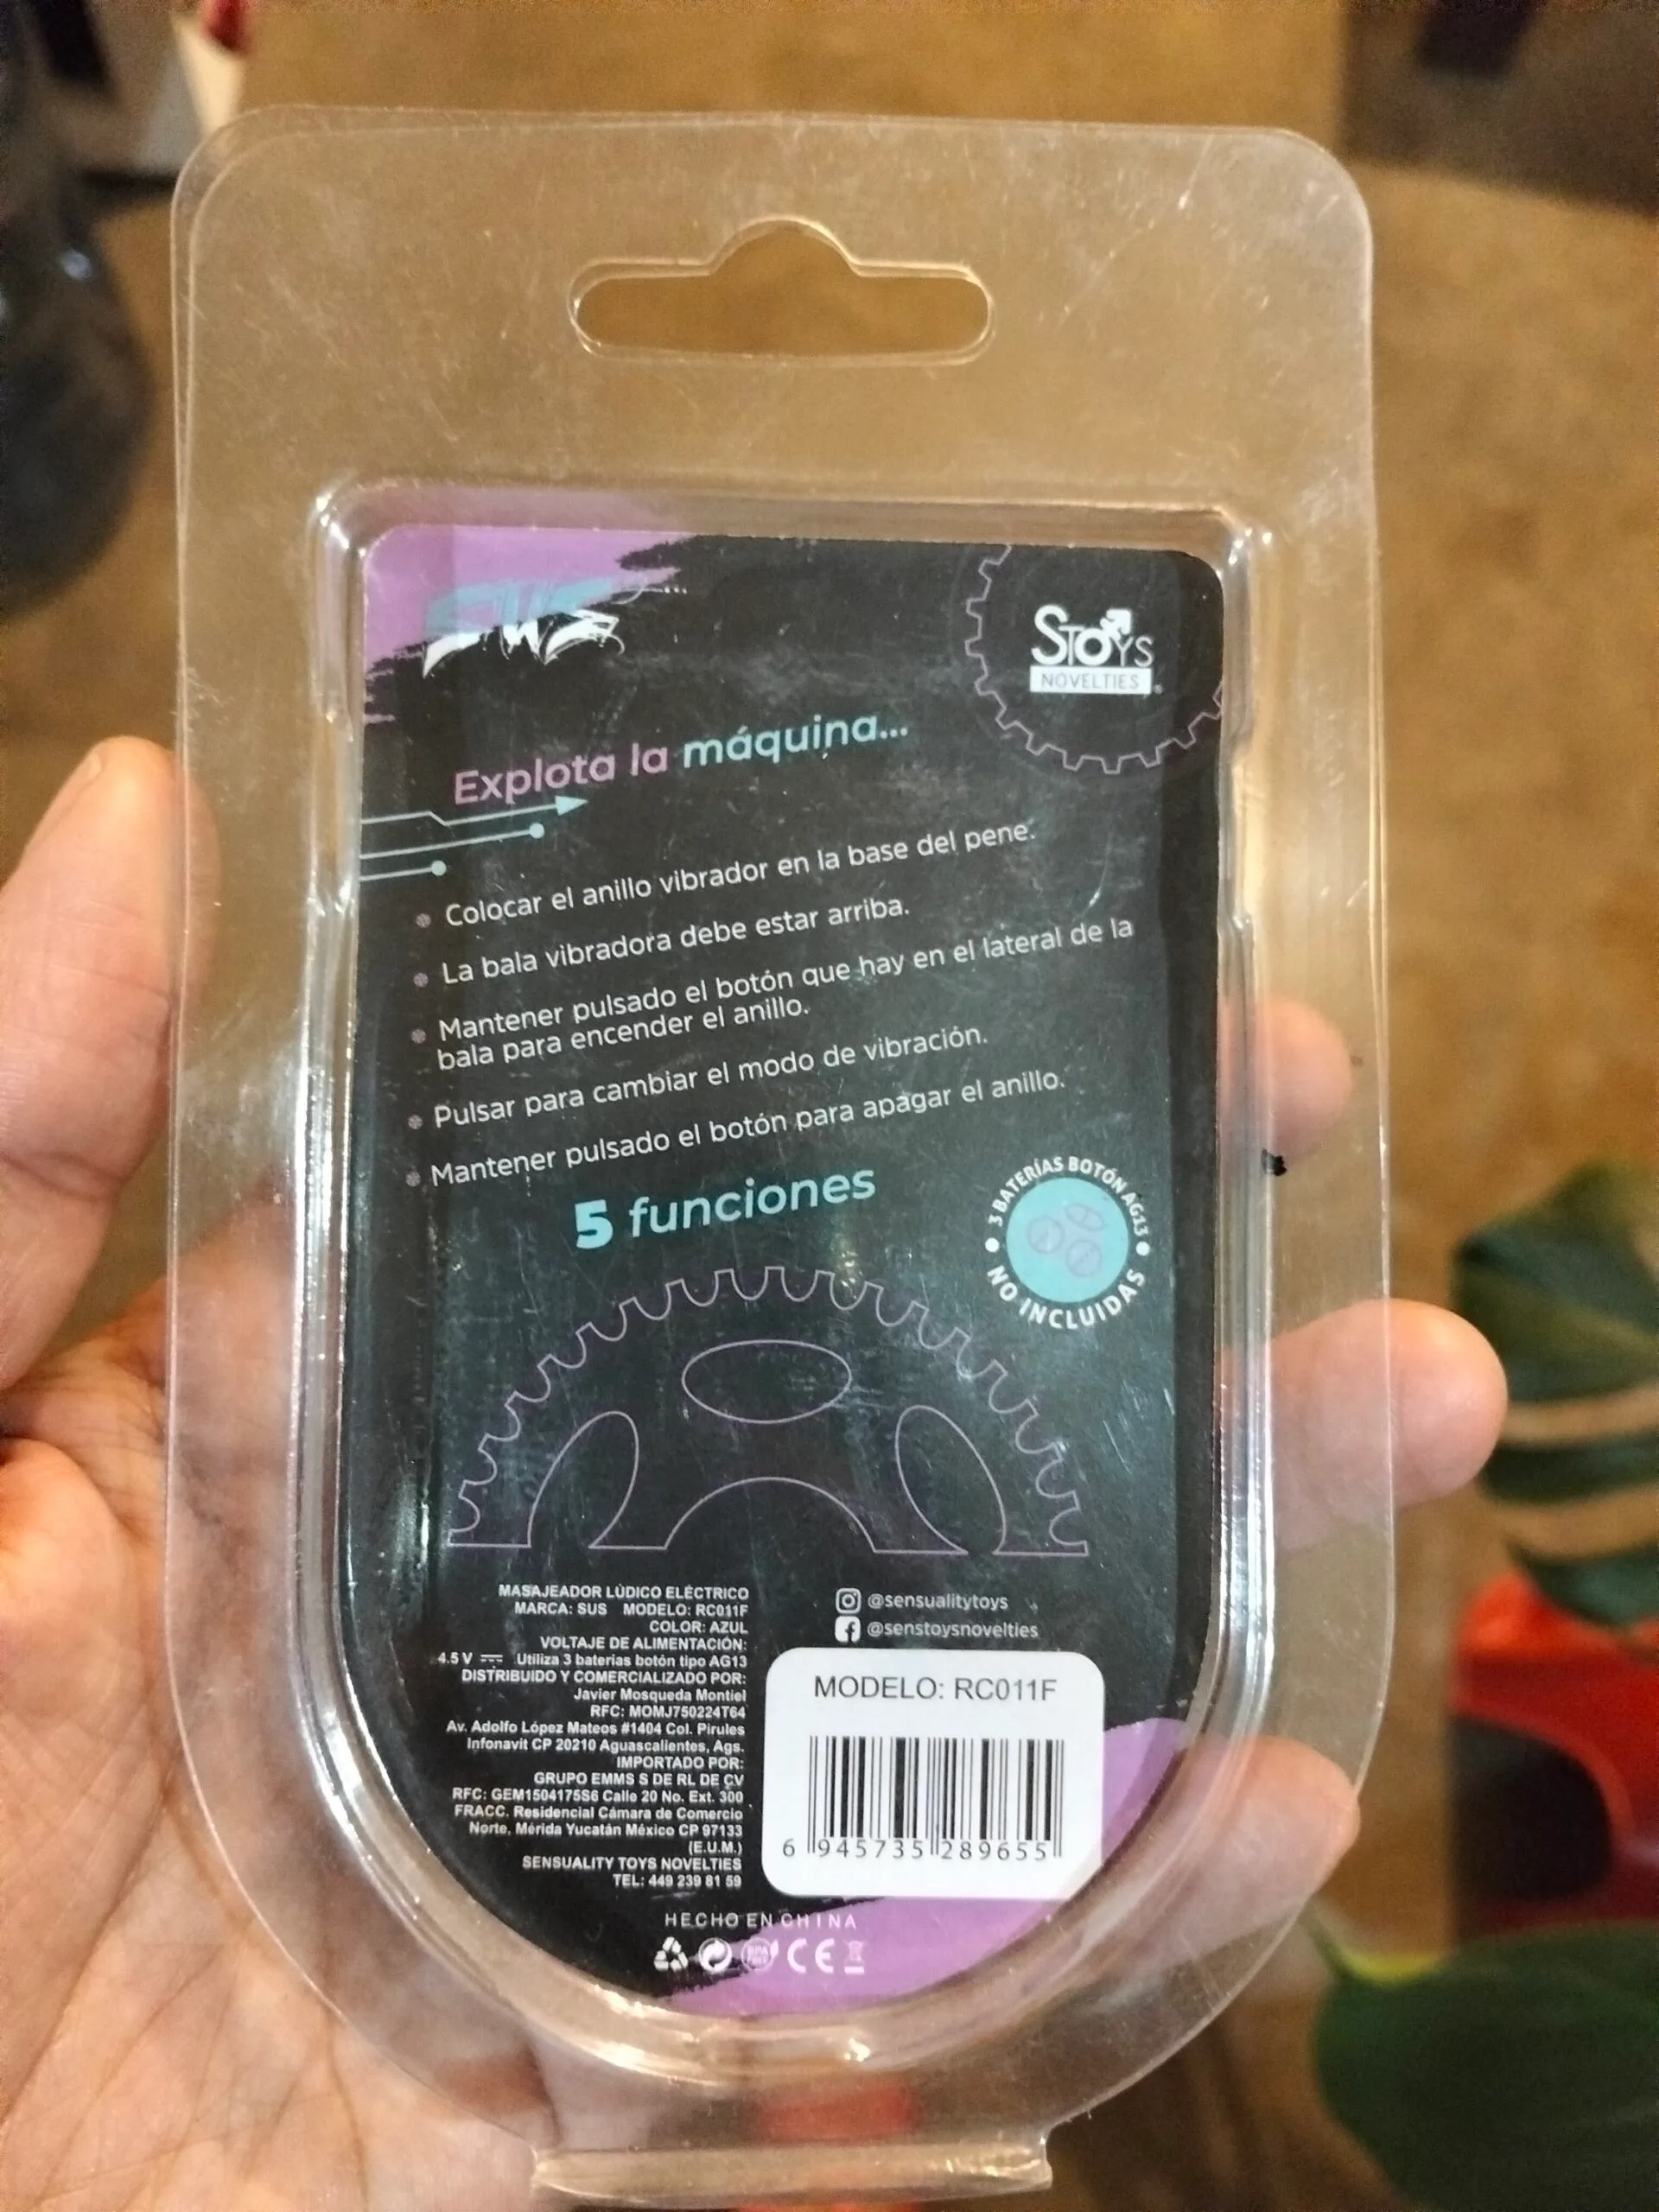 SUS
STOYS
NOVELTIES
Explota la máquina...
Colocar el anillo vibrador en la base del pene.
La bala vibradora debe estar arriba.
Mantener pulsado el botón que hay en el lateral de la
bala para encender el anillo.
Pulsar para cambiar el modo de vibración.
Mantener pulsado el botón para apagar el anillo.
5 funciones
3 BATERÍAS BOTÓN AG13
NO INCLUIDAS
MASAJEADOR LÚDICO ELÉCTRICO
MARCA: SUS MODELO: RC011F
COLOR: AZUL
VOLTAJE DE ALIMENTACIÓN:
4.5 V Utiliza 3 baterías botón tipo AG13
DISTRIBUIDO Y COMERCIALIZADO POR:
Javier Mosqueda Montiel
RFC: MOMJ750224T64
Av. Adolfo López Mateos #1404 Col. Pirules
Infonavit CP 20210 Aguascalientes, Ags.
IMPORTADO POR:
GRUPO EMMS S DE RL DE CV
RFC: GEM1504175S6 Calle 20 No. Ext. 300
FRACC. Residencial Cámara de Comercio
Norte, Mérida Yucatán México CP 97133
(E.U.M.)
SENSUALITY TOYS NOVELTIES
TEL: 449 239 81 59
@sensualitytoys
@senstoysnovelties
MODELO: RC011F
6 945735 289655
HECHO EN CHINA
CE